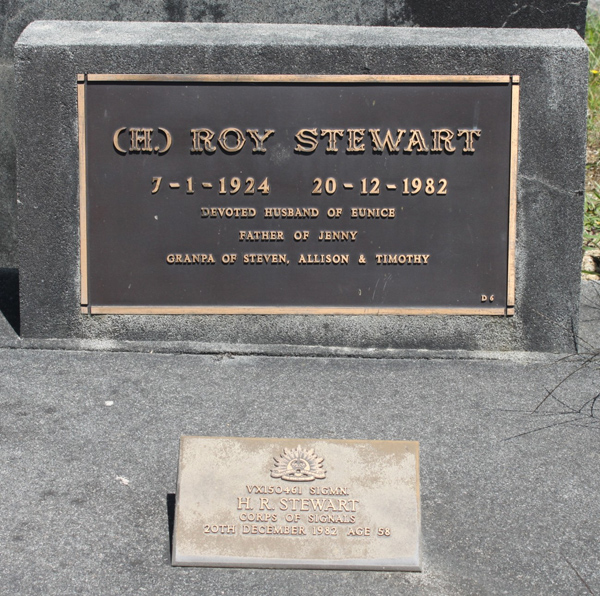 (H.) ROY STEWART
7-1-1924 20-12-1982
DEVOTED HUSBAND OF EUNICE
FATHER OF JENNY
GRANPA OF STEVEN, ALLISON & TIMOTHY
D6
VX150461 SIGMN.
H. R. STEWART
CORPS OF SIGNALS
20TH DECEMBER 1982 AGE 58